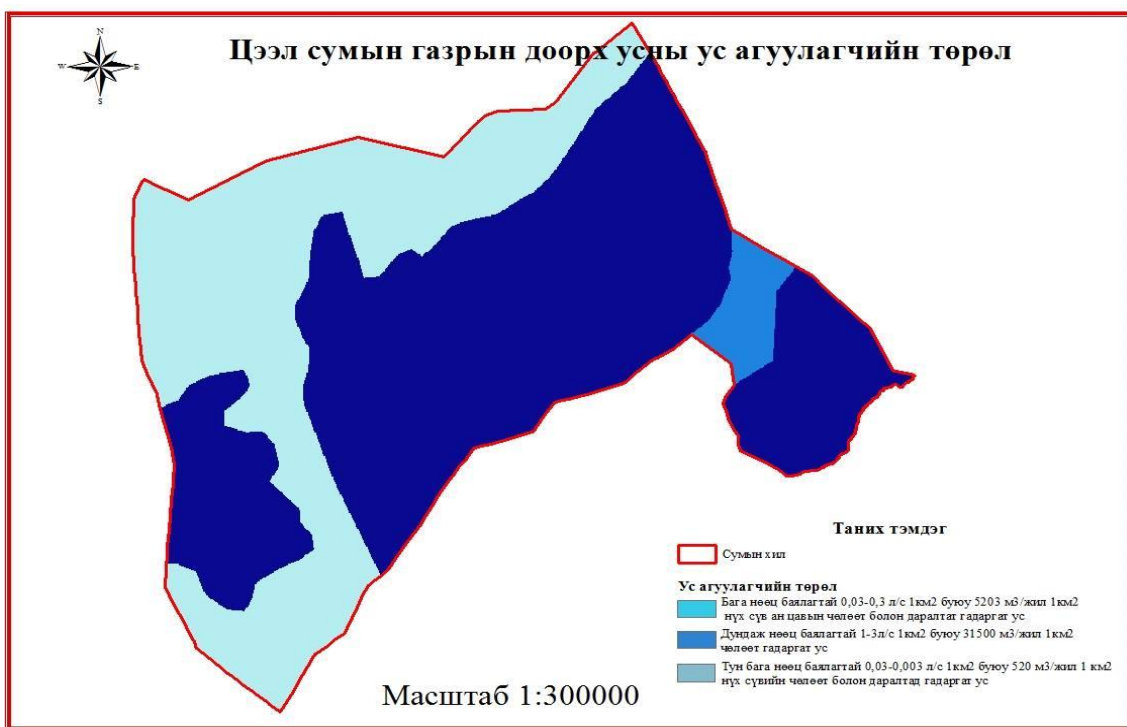 Цээл сумын газрын доорх усны ус агуулагчийн төрөл
N
W E
S
Таних тэмдэг
Сумын хил
Ус агуулагчийн төрөл
Бага нөөц баялагтай 0,03-0,3 л/с 1км2 буюу 5203 м3/жил 1км2
нүх сүв ан цавын чөлөөт болон даралтат гадаргат ус
Дундаж нөөц баялагтай 1-3л/с 1км2 буюу 31500 м3/жил 1км2
чөлөөт гадаргат ус
Тун бага нөөц баялагтай 0,03-0,003 л/с 1км2 буюу 520 м3/жил 1 км2
нүх сүвийн чөлөөт болон даралтад гадаргат ус
Масштаб 1:300000